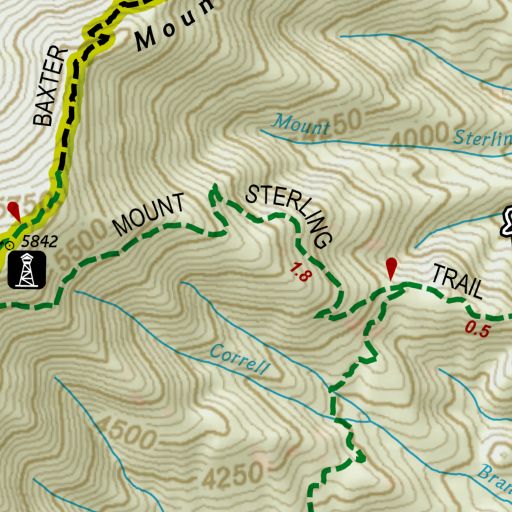 Moun
BAXTER
Mount
4000
Sterlin
MOUNT
STERLING
5842
5500
1.8
TRAIL
0.5
Correll
4500
4250
Bran